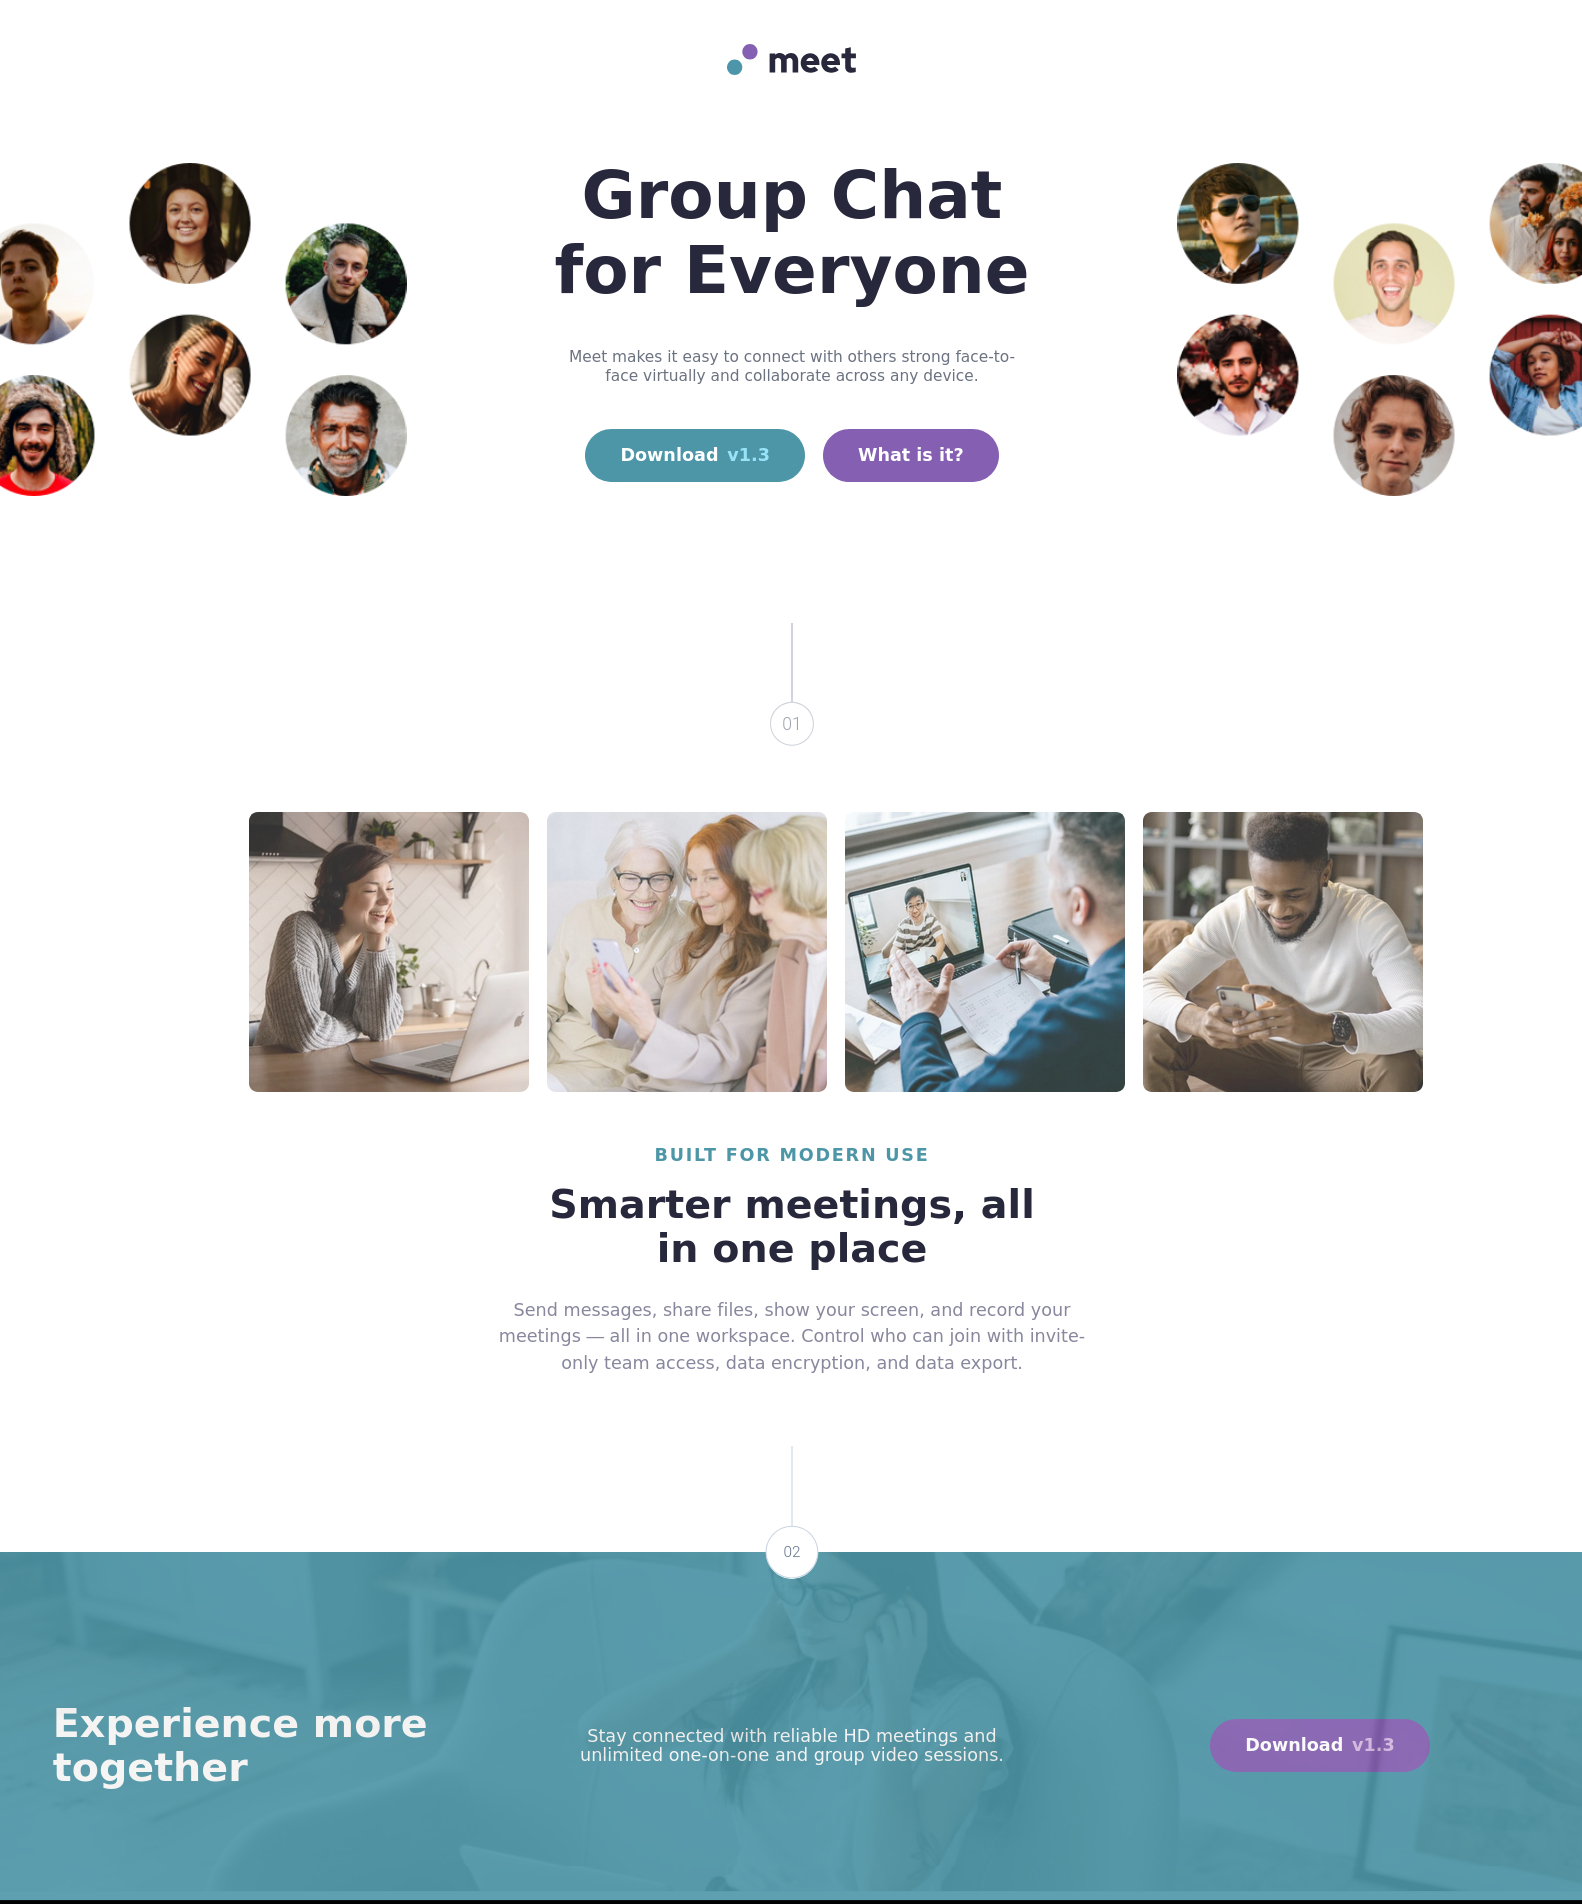 meet
Group Chat
for Everyone
Meet makes it easy to connect with others strong face-to-
face virtually and collaborate across any device.
Download v1.3
What is it?
01
BUILT FOR MODERN USE
Smarter meetings, all
in one place
Send messages, share files, show your screen, and record your
meetings — all in one workspace. Control who can join with invite-
only team access, data encryption, and data export.
02
Experience more
together
Stay connected with reliable HD meetings and
unlimited one-on-one and group video sessions.
Download v1.3